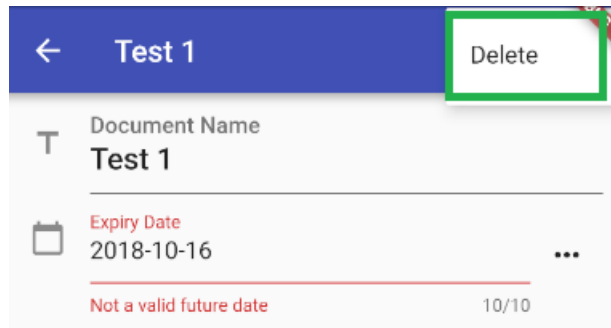 Test 1
Delete
Document Name
Test 1
Expiry Date
2018-10-16
Not a valid future date 10/10